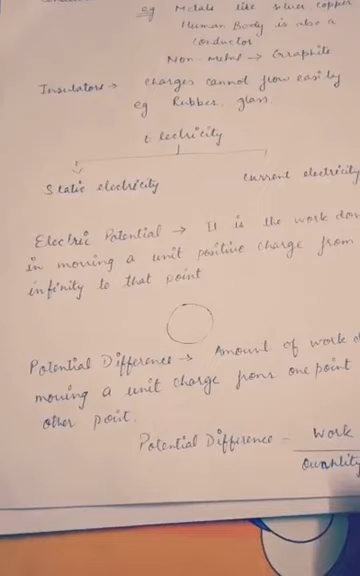 eg Metals like silver, copper
Human Body is also a
conductor
Non-Metal → Graphite
Insulators → charges cannot flow easily
eg Rubber, glass.
Electricity
Static electricity current electricity
Electric Potential → It is the work don
in moving a unit positive charge from
infinity to that point
Potential Difference → Amount of work d
moving a unit charge from one point
other point.
Potential Difference = Work
Quantity